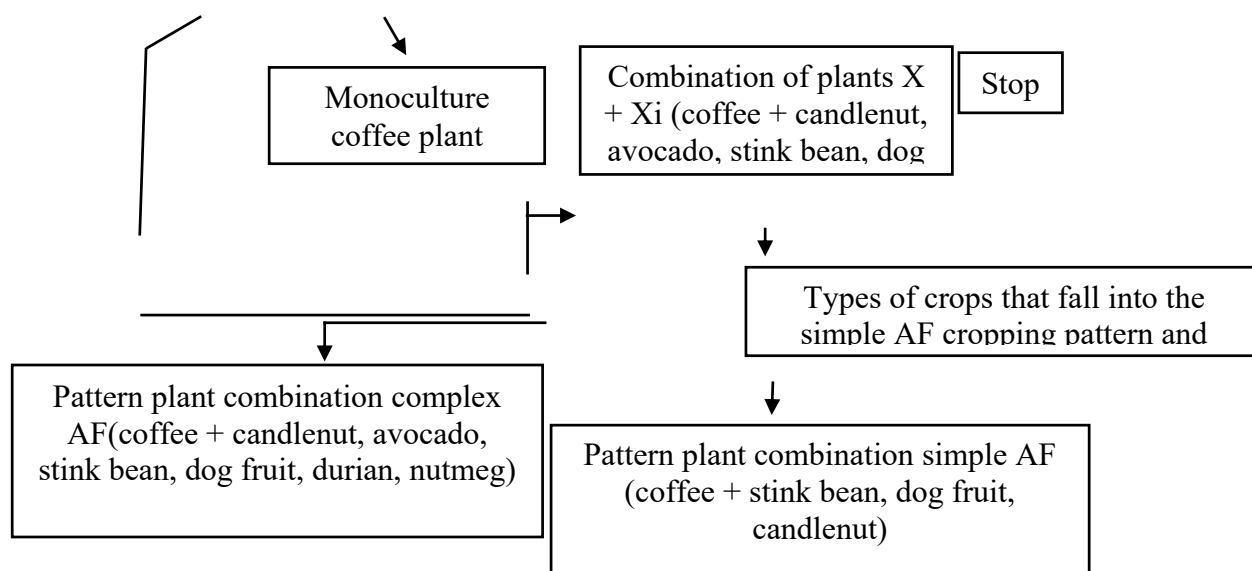 Monoculture
coffee plant
Combination of plants X
+ Xi (coffee + candlenut,
avocado, stink bean, dog
Stop
Types of crops that fall into the
simple AF cropping pattern and
Pattern plant combination complex
AF(coffee + candlenut, avocado,
stink bean, dog fruit, durian, nutmeg)
Pattern plant combination simple AF
(coffee + stink bean, dog fruit,
candlenut)